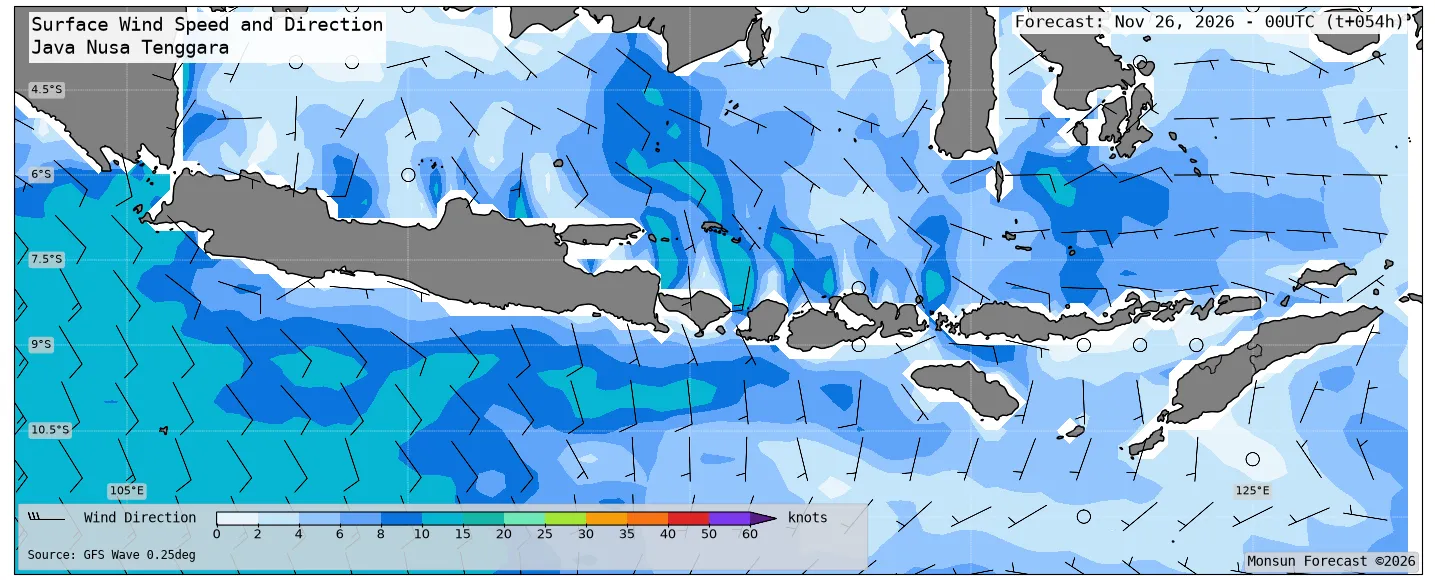 Surface Wind Speed and Direction
Java Nusa Tenggara
Forecast: Nov 26, 2026 - 00UTC (t+054h)
4.5°S
6°S
7.5°S
9°S
10.5°S
105°E
125°E
Wind Direction
knots
0 2 4 6 8 10 15 20 25 30 35 40 50 60
Source: GFS Wave 0.25deg
Monsun Forecast ©2026